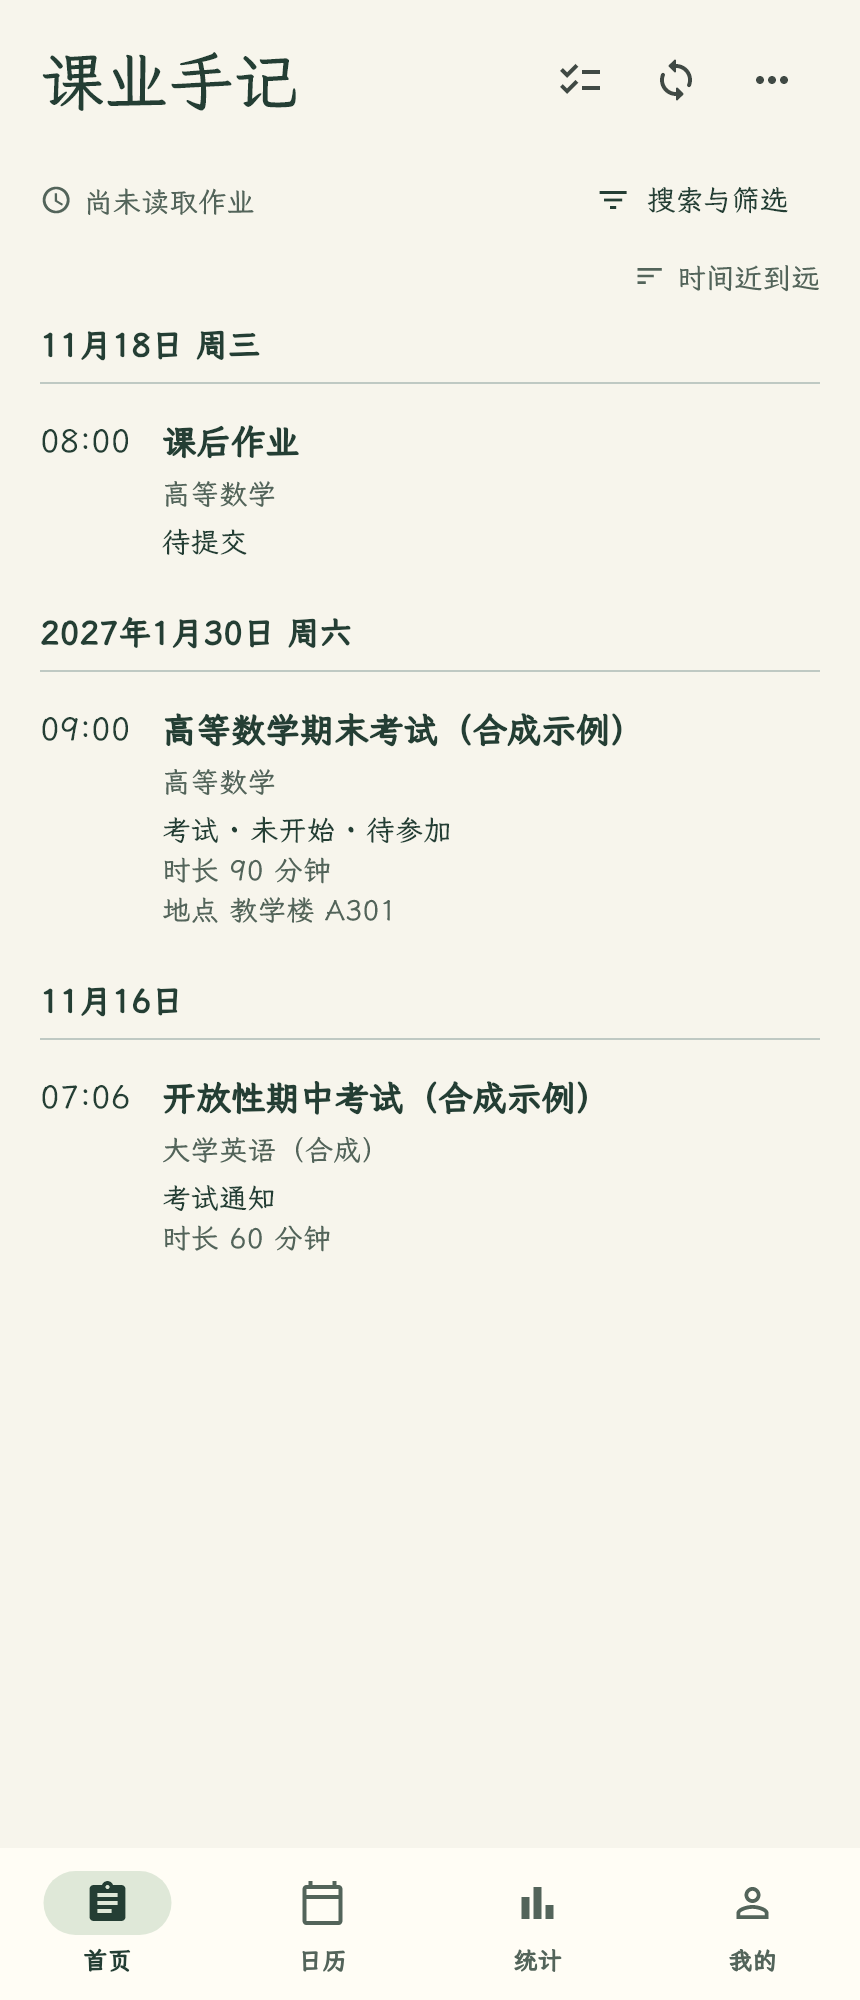 课业手记
尚未读取作业
搜索与筛选
时间近到远
11月18日 周三
08:00 课后作业
高等数学
待提交
2027年1月30日 周六
09:00 高等数学期末考试（合成示例）
高等数学
考试·未开始·待参加
时长 90 分钟
地点 教学楼 A301
11月16日
07:06 开放性期中考试（合成示例）
大学英语（合成）
考试通知
时长 60 分钟
首页 日历 统计 我的